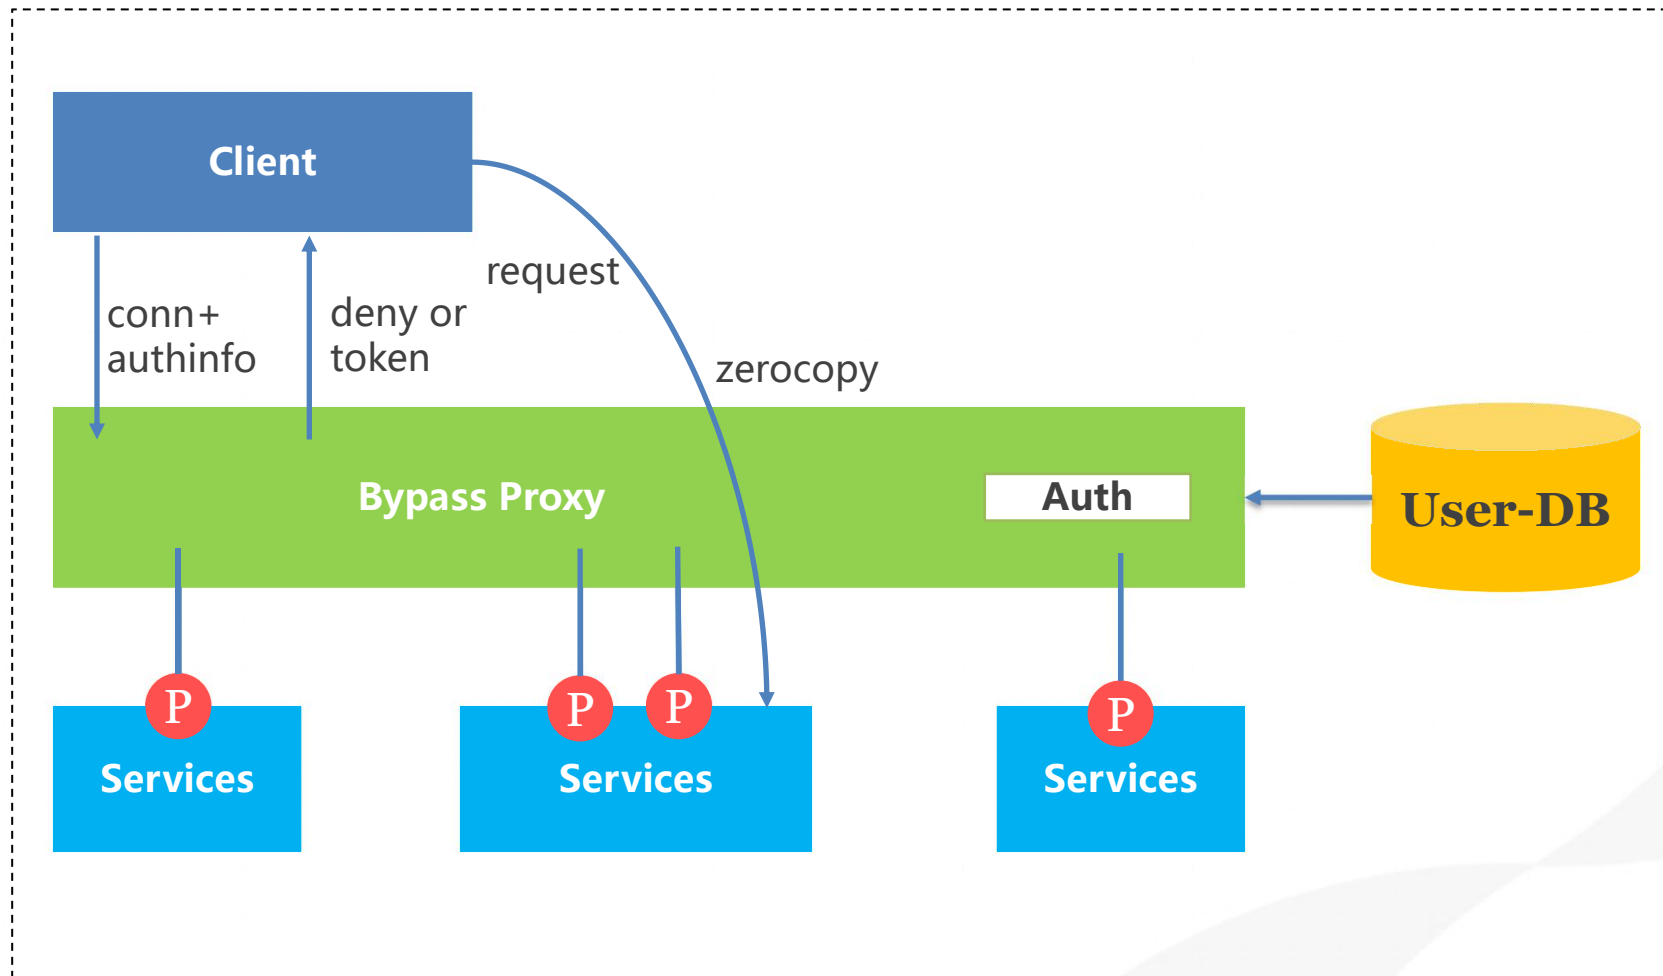 Client
request
conn+
authinfo
deny or
token
zerocopy
Bypass Proxy
Auth
User-DB
P
P
P
P
Services
Services
Services